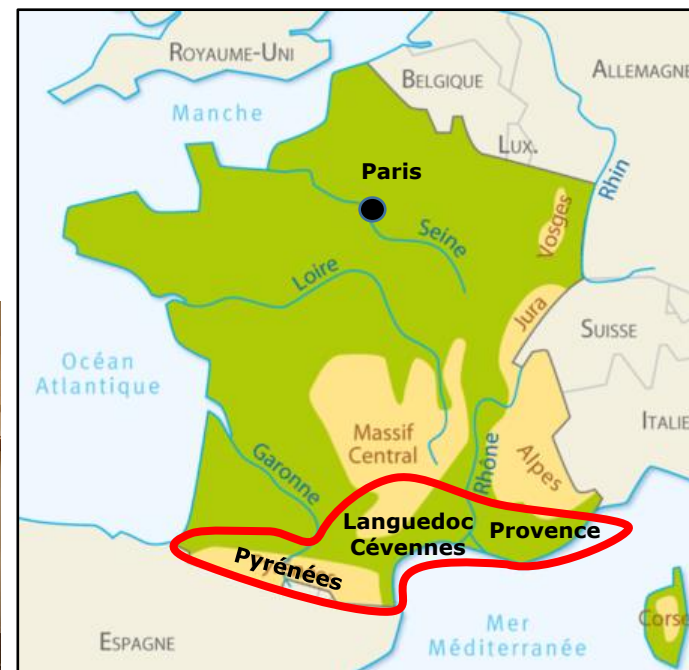 ROYAUME-UNI
BELGIQUE
ALLEMAGNE
Manche
LUX.
Paris
Rhin
Seine
Vosges
Loire
Jura
SUISSE
Océan
Atlantique
ITALIE
Massif
Central
Rhône
Alpes
Garonne
Languedoc
Cévennes
Provence
Pyrénées
Corse
Mer
Méditerranée
ESPAGNE